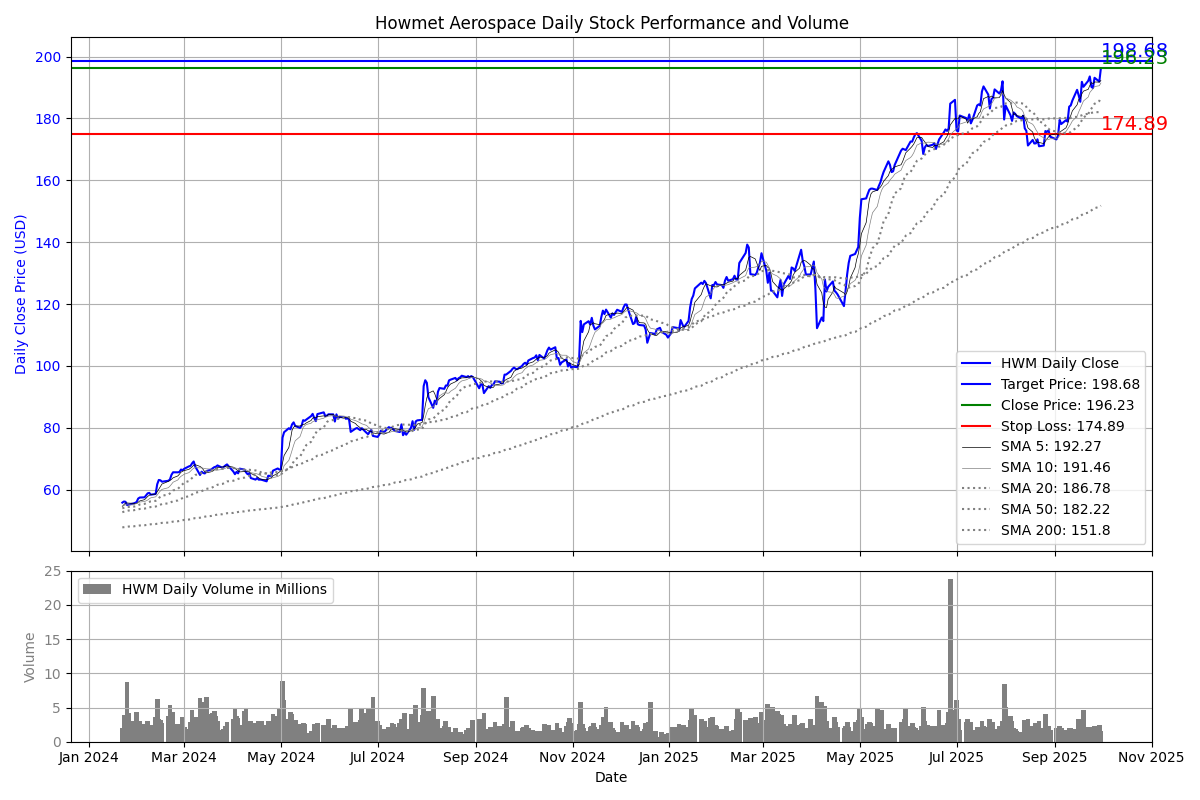 Howmet Aerospace Daily Stock Performance and Volume
198.68
196.23
174.89
Daily Close Price (USD)
200
180
160
140
120
100
80
60
HWM Daily Close
Target Price: 198.68
Close Price: 196.23
Stop Loss: 174.89
SMA 5: 192.27
SMA 10: 191.46
SMA 20: 186.78
SMA 50: 182.22
SMA 200: 151.8
HWM Daily Volume in Millions
Volume
25
20
15
10
5
0
Jan 2024 Mar 2024 May 2024 Jul 2024 Sep 2024 Nov 2024 Jan 2025 Mar 2025 May 2025 Jul 2025 Sep 2025 Nov 2025
Date